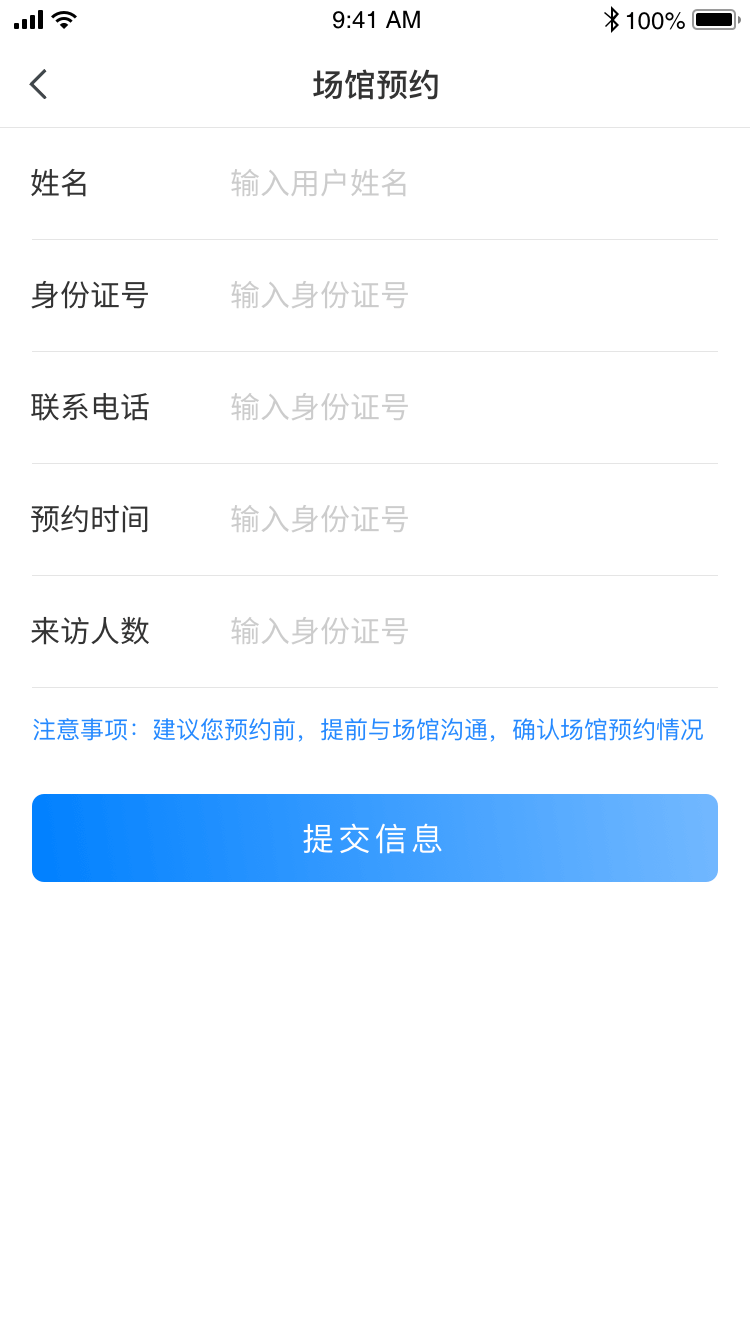 9:41 AM 100%
场馆预约
姓名 输入用户姓名
身份证号 输入身份证号
联系电话 输入身份证号
预约时间 输入身份证号
来访人数 输入身份证号
注意事项：建议您预约前，提前与场馆沟通，确认场馆预约情况
提交信息